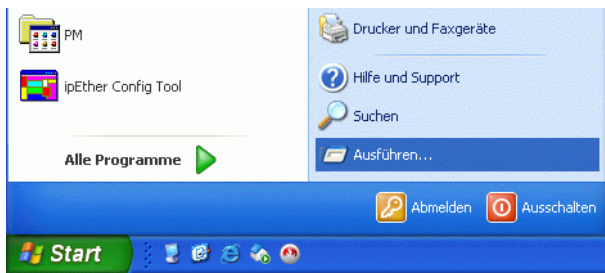 PM
ipEther Config Tool
Alle Programme
Drucker und Faxgeräte
Hilfe und Support
Suchen
Ausführen...
Abmelden
Ausschalten
Start